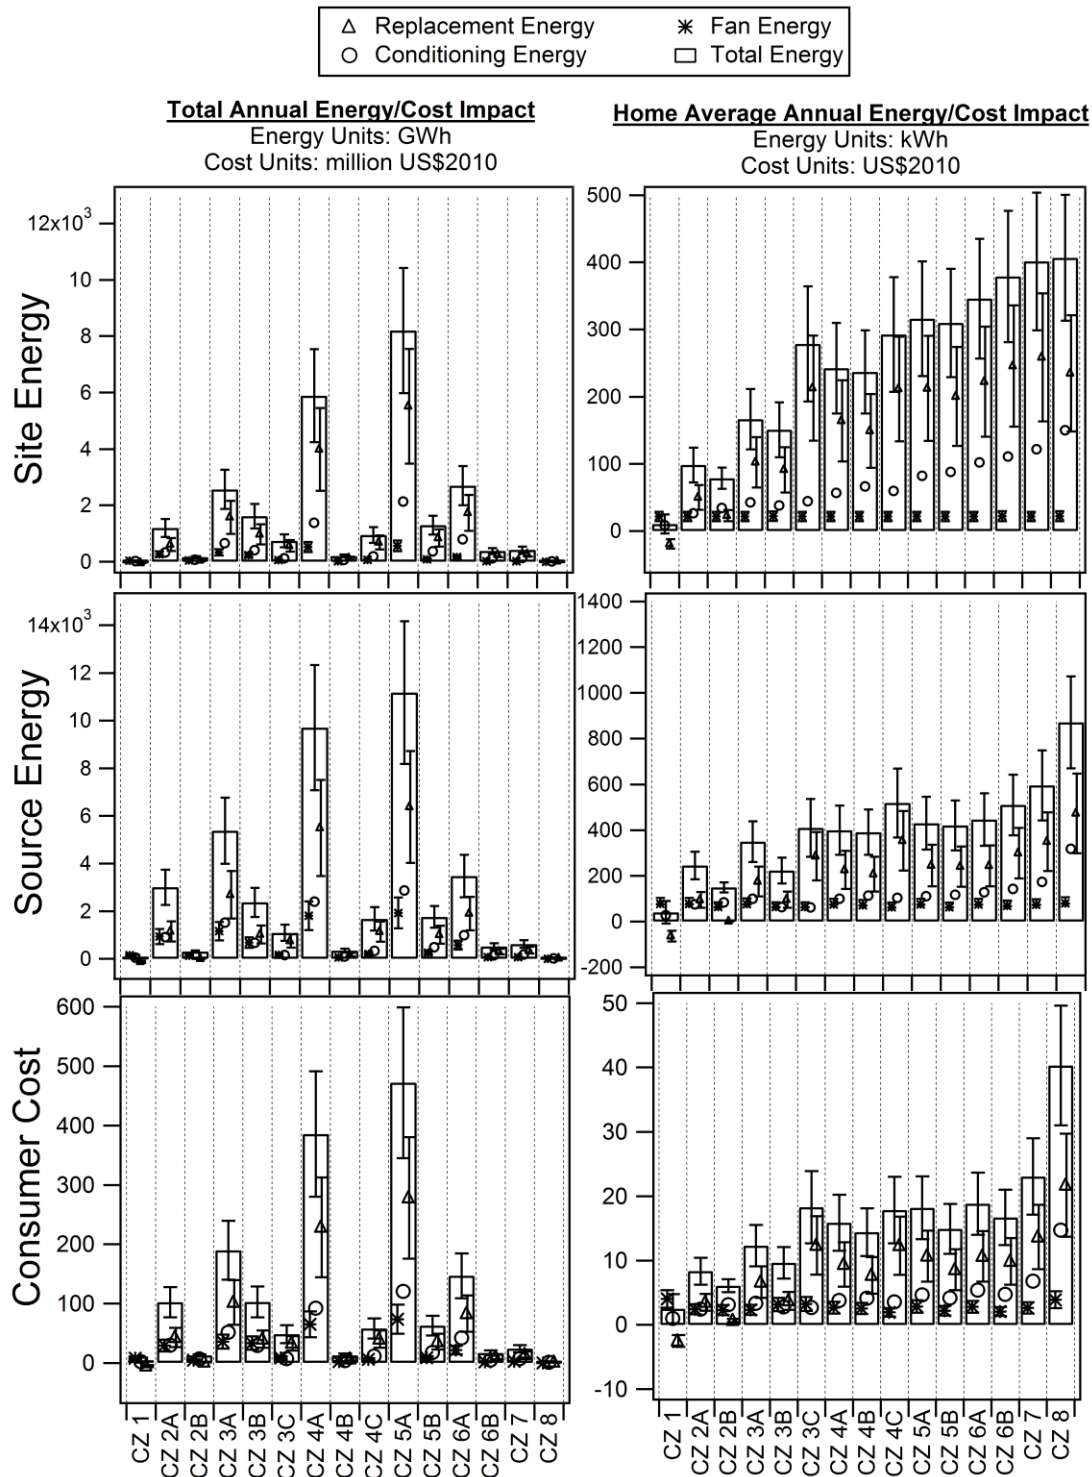 Replacement Energy
Fan Energy
Conditioning Energy
Total Energy
Total Annual Energy/Cost Impact
Energy Units: GWh
Cost Units: million US$2010
Home Average Annual Energy/Cost Impact
Energy Units: kWh
Cost Units: US$2010
Site Energy
12x10³
10
8
6
4
2
0
500
400
300
200
100
0
Source Energy
14x10³
12
10
8
6
4
2
0
1400
1200
1000
800
600
400
200
0
-200
Consumer Cost
600
500
400
300
200
100
0
50
40
30
20
10
0
-10
CZ 1
CZ 2A
CZ 2B
CZ 3A
CZ 3B
CZ 3C
CZ 4A
CZ 4B
CZ 4C
CZ 5A
CZ 5B
CZ 6A
CZ 6B
CZ 7
CZ 8
CZ 1
CZ 2A
CZ 2B
CZ 3A
CZ 3B
CZ 3C
CZ 4A
CZ 4B
CZ 4C
CZ 5A
CZ 5B
CZ 6A
CZ 6B
CZ 7
CZ 8